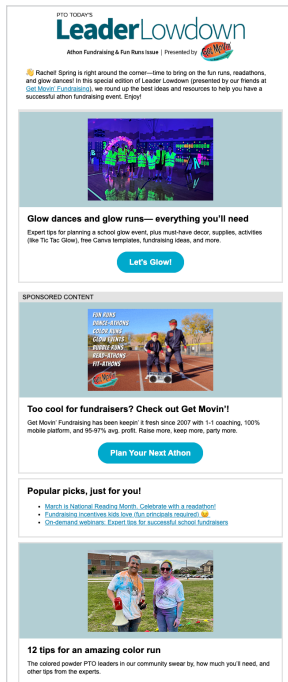 PTO TODAY'S
LeaderLowdown
Athon Fundraising & Fun Runs Issue | Presented by Get Movin'
👋 Rachel! Spring is right around the corner—time to bring on the fun runs, readathons,
and glow dances! In this special edition of Leader Lowdown (presented by our friends at
Get Movin' Fundraising), we round up the best ideas and resources to help you have a
successful athon fundraising event. Enjoy!
Glow dances and glow runs— everything you'll need
Expert tips for planning a school glow event, plus must-have decor, supplies, activities
(like Tic Tac Glow), free Canva templates, fundraising ideas, and more.
Let's Glow!
SPONSORED CONTENT
FUN RUNS
DANCE-ATHONS
COLOR RUNS
GLOW EVENTS
BUBBLE RUNS
READ-ATHONS
FIT-ATHONS
Get Movin'
Too cool for fundraisers? Check out Get Movin'!
Get Movin' Fundraising has been keepin' it fresh since 2007 with 1-1 coaching, 100%
mobile platform, and 95-97% avg. profit. Raise more, keep more, party more.
Plan Your Next Athon
Popular picks, just for you!
• March is National Reading Month. Celebrate with a readathon!
• Fundraising incentives kids love (fun principals required) 😉
• On-demand webinars: Expert tips for successful school fundraisers
12 tips for an amazing color run
The colored powder PTO leaders in our community swear by, how much you'll need, and
other tips from the experts.